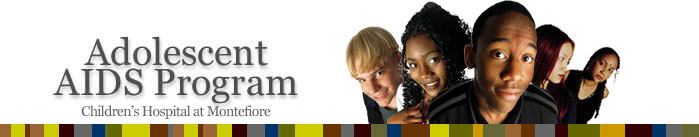 Adolescent
AIDS Program
Children's Hospital at Montefiore